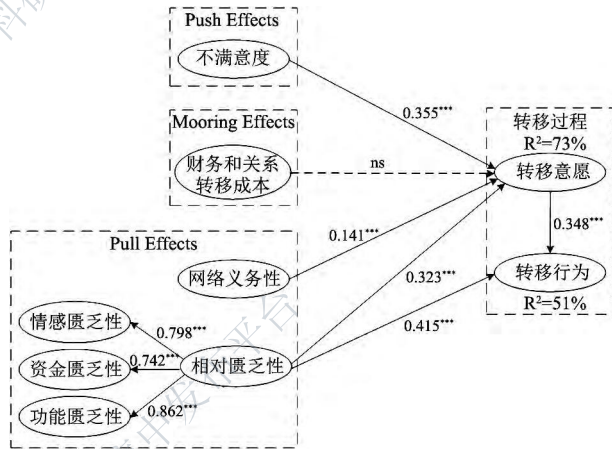 Push Effects
不满意度
0.355***
Mooring Effects
财务和关系
转移成本
ns
转移过程
R²=73%
转移意愿
0.348***
转移行为
R²=51%
Pull Effects
网络义务性
0.141***
0.323***
0.415***
情感匮乏性
0.798***
资金匮乏性
0.742***
相对匮乏性
功能匮乏性
0.862***